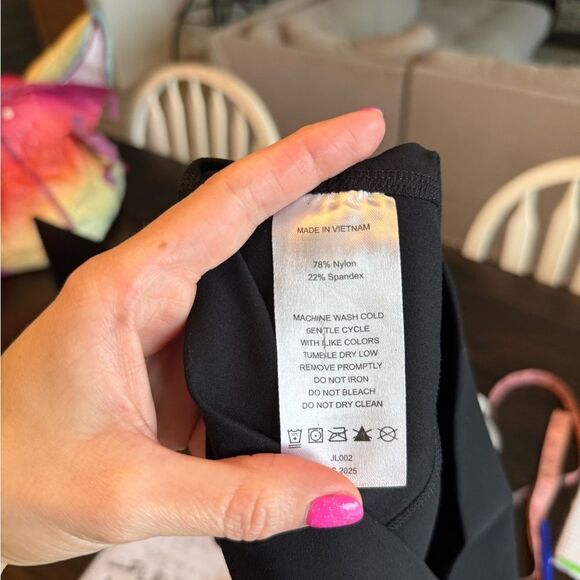 MADE IN VIETNAM
78% Nylon
22% Spandex
MACHINE WASH COLD
GENTLE CYCLE
WITH LIKE COLORS
TUMBLE DRY LOW
REMOVE PROMPTLY
DO NOT IRON
DO NOT BLEACH
DO NOT DRY CLEAN
JL002
2025